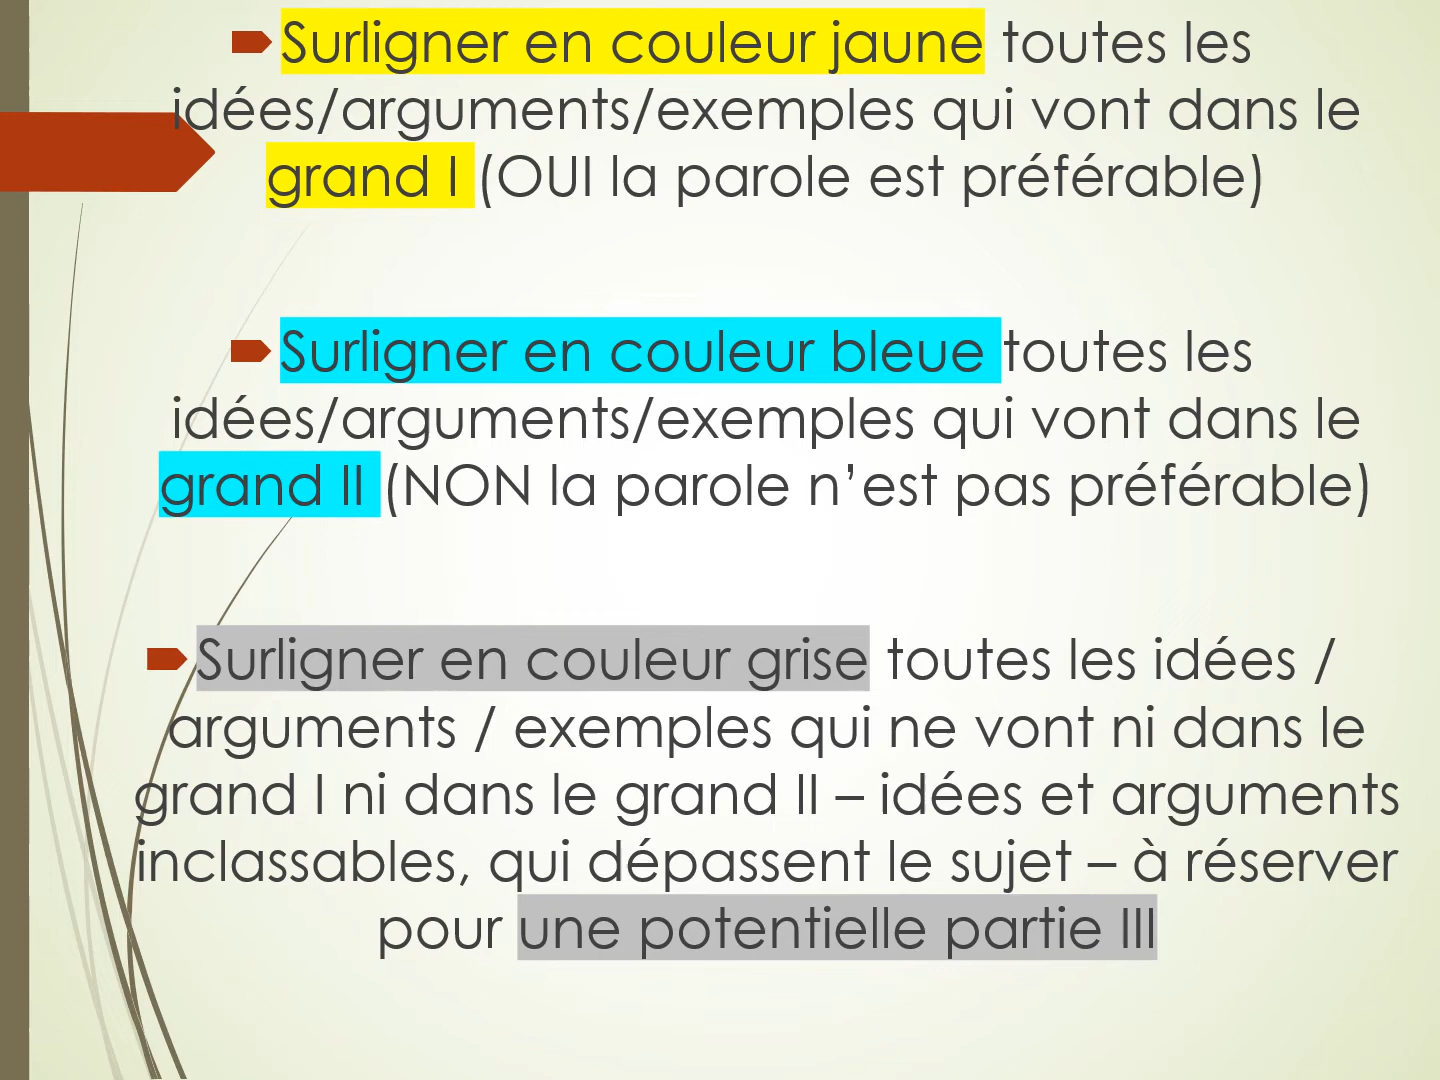 Surligner en couleur jaune toutes les
idées/arguments/exemples qui vont dans le
grand I (OUI la parole est préférable)
Surligner en couleur bleue toutes les
idées/arguments/exemples qui vont dans le
grand II (NON la parole n’est pas préférable)
Surligner en couleur grise toutes les idées /
arguments / exemples qui ne vont ni dans le
grand I ni dans le grand II – idées et arguments
inclassables, qui dépassent le sujet – à réserver
pour une potentielle partie III